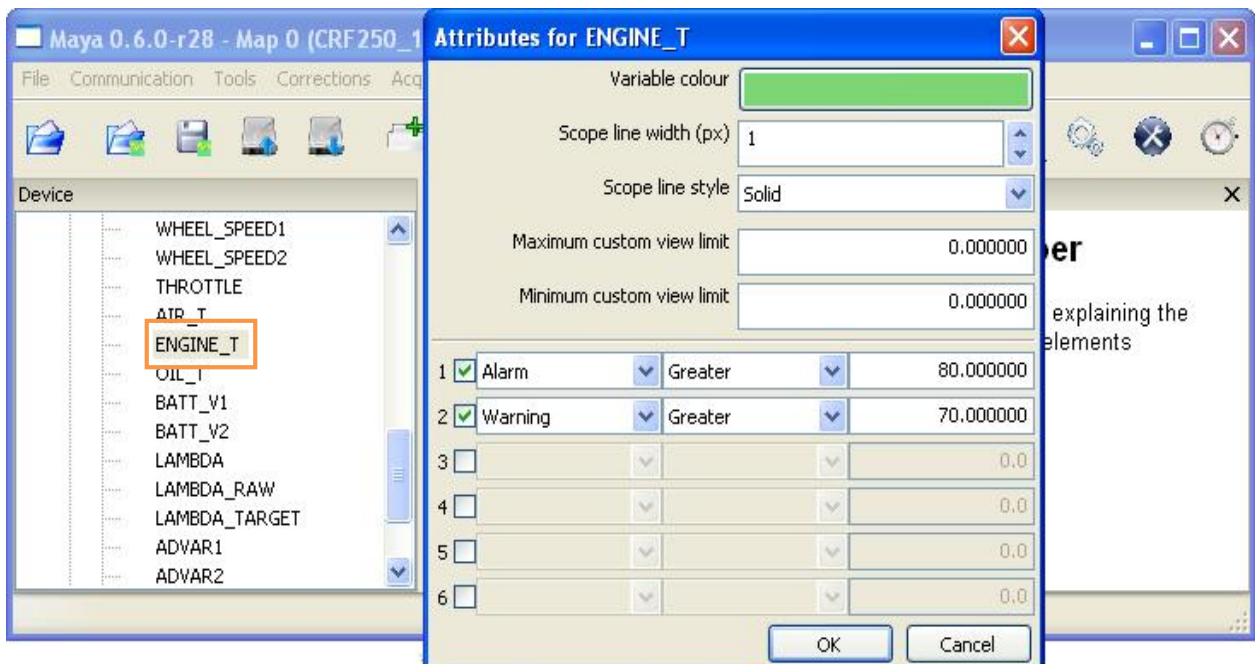 Maya 0.6.0-r28 - Map 0 (CRF250_1
File Communication Tools Corrections Acq
Device
WHEEL_SPEED1
WHEEL_SPEED2
THROTTLE
AIR_T
ENGINE_T
OIL_T
BATT_V1
BATT_V2
LAMBDA
LAMBDA_RAW
LAMBDA_TARGET
ADVAR1
ADVAR2
Attributes for ENGINE_T
Variable colour
Scope line width (px) 1
Scope line style Solid
Maximum custom view limit 0.000000
Minimum custom view limit 0.000000
1 Alarm Greater 80.000000
2 Warning Greater 70.000000
3 0.0
4 0.0
5 0.0
6 0.0
OK Cancel
er
explaining the
elements